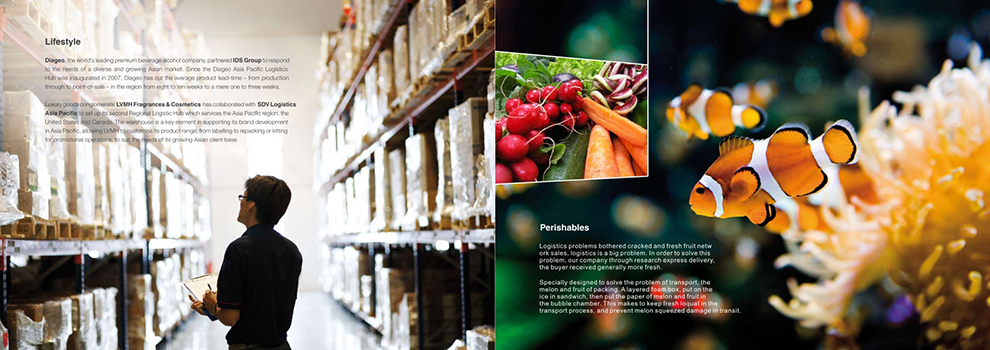 Lifestyle
Diageo, the world's leading premium beverage alcohol company, partnered IDS Group to respond
to the needs of a diverse and growing Asian market. Since the Diageo Asia Pacific Logistics
Hub was inaugurated in 2007, Diageo has cut the average product lead-time – from production
through to point-of-sale – in the region from eight to ten weeks to a mere one to three weeks.
Luxury goods conglomerate LVMH Fragrances & Cosmetics has collaborated with SDV Logistics
Asia Pacific to set up its second Regional Logistic Hub which services the Asia Pacific region, the
United States and Canada. The warehouse is a key element in supporting its brand development
in Asia Pacific, allowing LVMH to customise its product range, from labelling to repacking or kitting
for promotional operations, to suit the needs of its growing Asian client base.
Perishables
Logistics problems bothered cracked and fresh fruit netw
ork sales, logistics is a big problem. In order to solve this
problem, our company through research express delivery,
the buyer received generally more fresh.
Specially designed to solve the problem of transport, the
melon and fruit of packing. A layered foam box, put on the
ice in sandwich, then put the paper of melon and fruit in
the bubble chamber. This makes to keep fresh loquat in the
transport process, and prevent melon squeezed damage in transit.